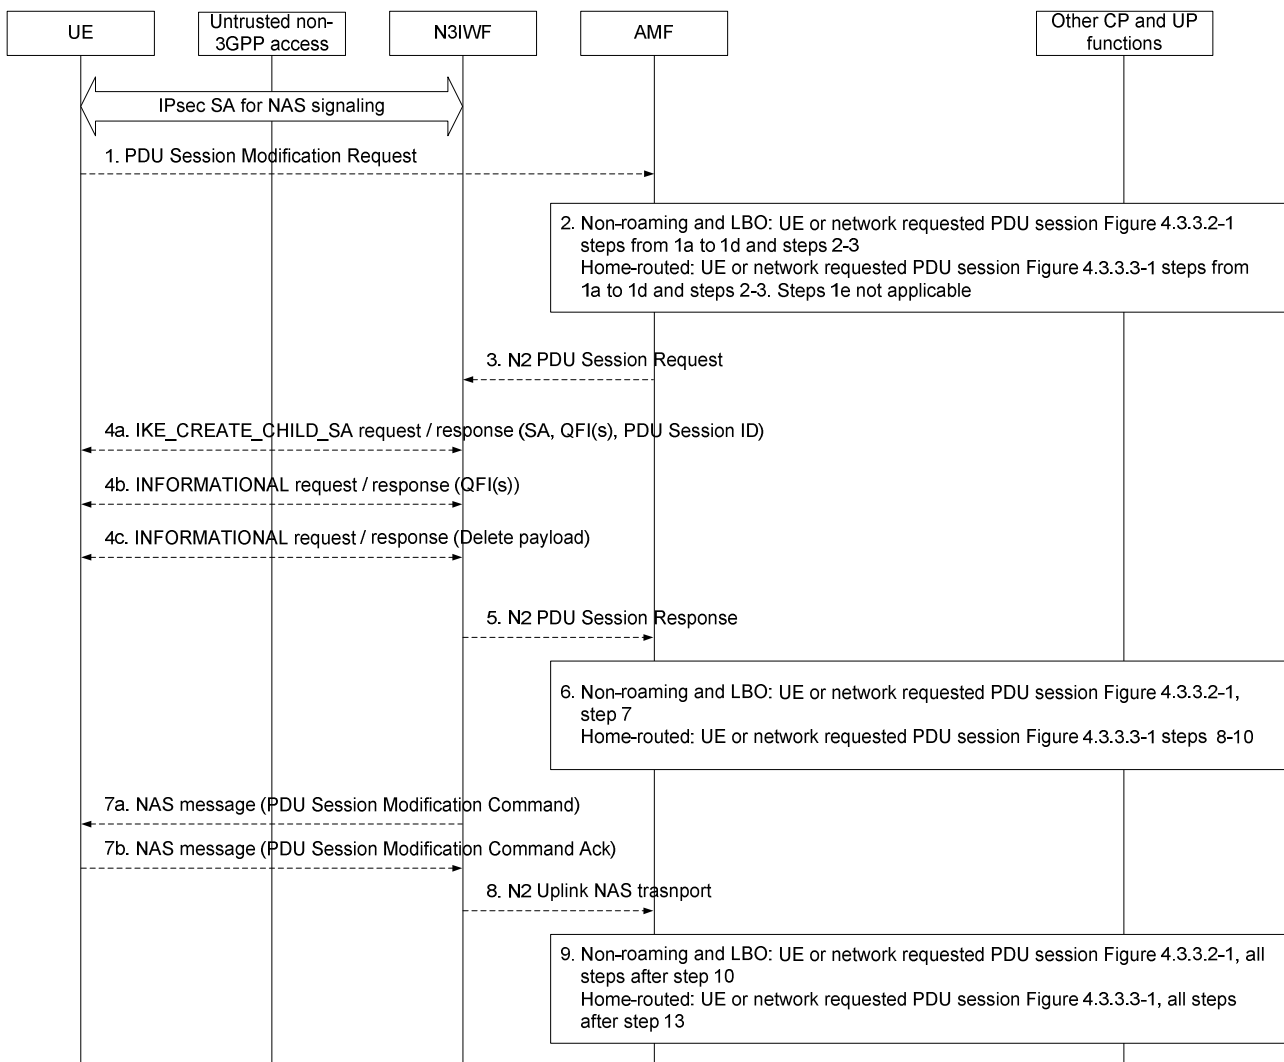 UE
Untrusted non-
3GPP access
N3IWF
AMF
Other CP and UP
functions
IPsec SA for NAS signaling
1. PDU Session Modification Request
2. Non-roaming and LBO: UE or network requested PDU session Figure 4.3.3.2-1
steps from 1a to 1d and steps 2-3
Home-routed: UE or network requested PDU session Figure 4.3.3.3-1 steps from
1a to 1d and steps 2-3. Steps 1e not applicable
3. N2 PDU Session Request
4a. IKE_CREATE_CHILD_SA request / response (SA, QFI(s), PDU Session ID)
4b. INFORMATIONAL request / response (QFI(s))
4c. INFORMATIONAL request / response (Delete payload)
5. N2 PDU Session Response
6. Non-roaming and LBO: UE or network requested PDU session Figure 4.3.3.2-1,
step 7
Home-routed: UE or network requested PDU session Figure 4.3.3.3-1 steps 8-10
7a. NAS message (PDU Session Modification Command)
7b. NAS message (PDU Session Modification Command Ack)
8. N2 Uplink NAS trasnport
9. Non-roaming and LBO: UE or network requested PDU session Figure 4.3.3.2-1, all
steps after step 10
Home-routed: UE or network requested PDU session Figure 4.3.3.3-1, all steps
after step 13